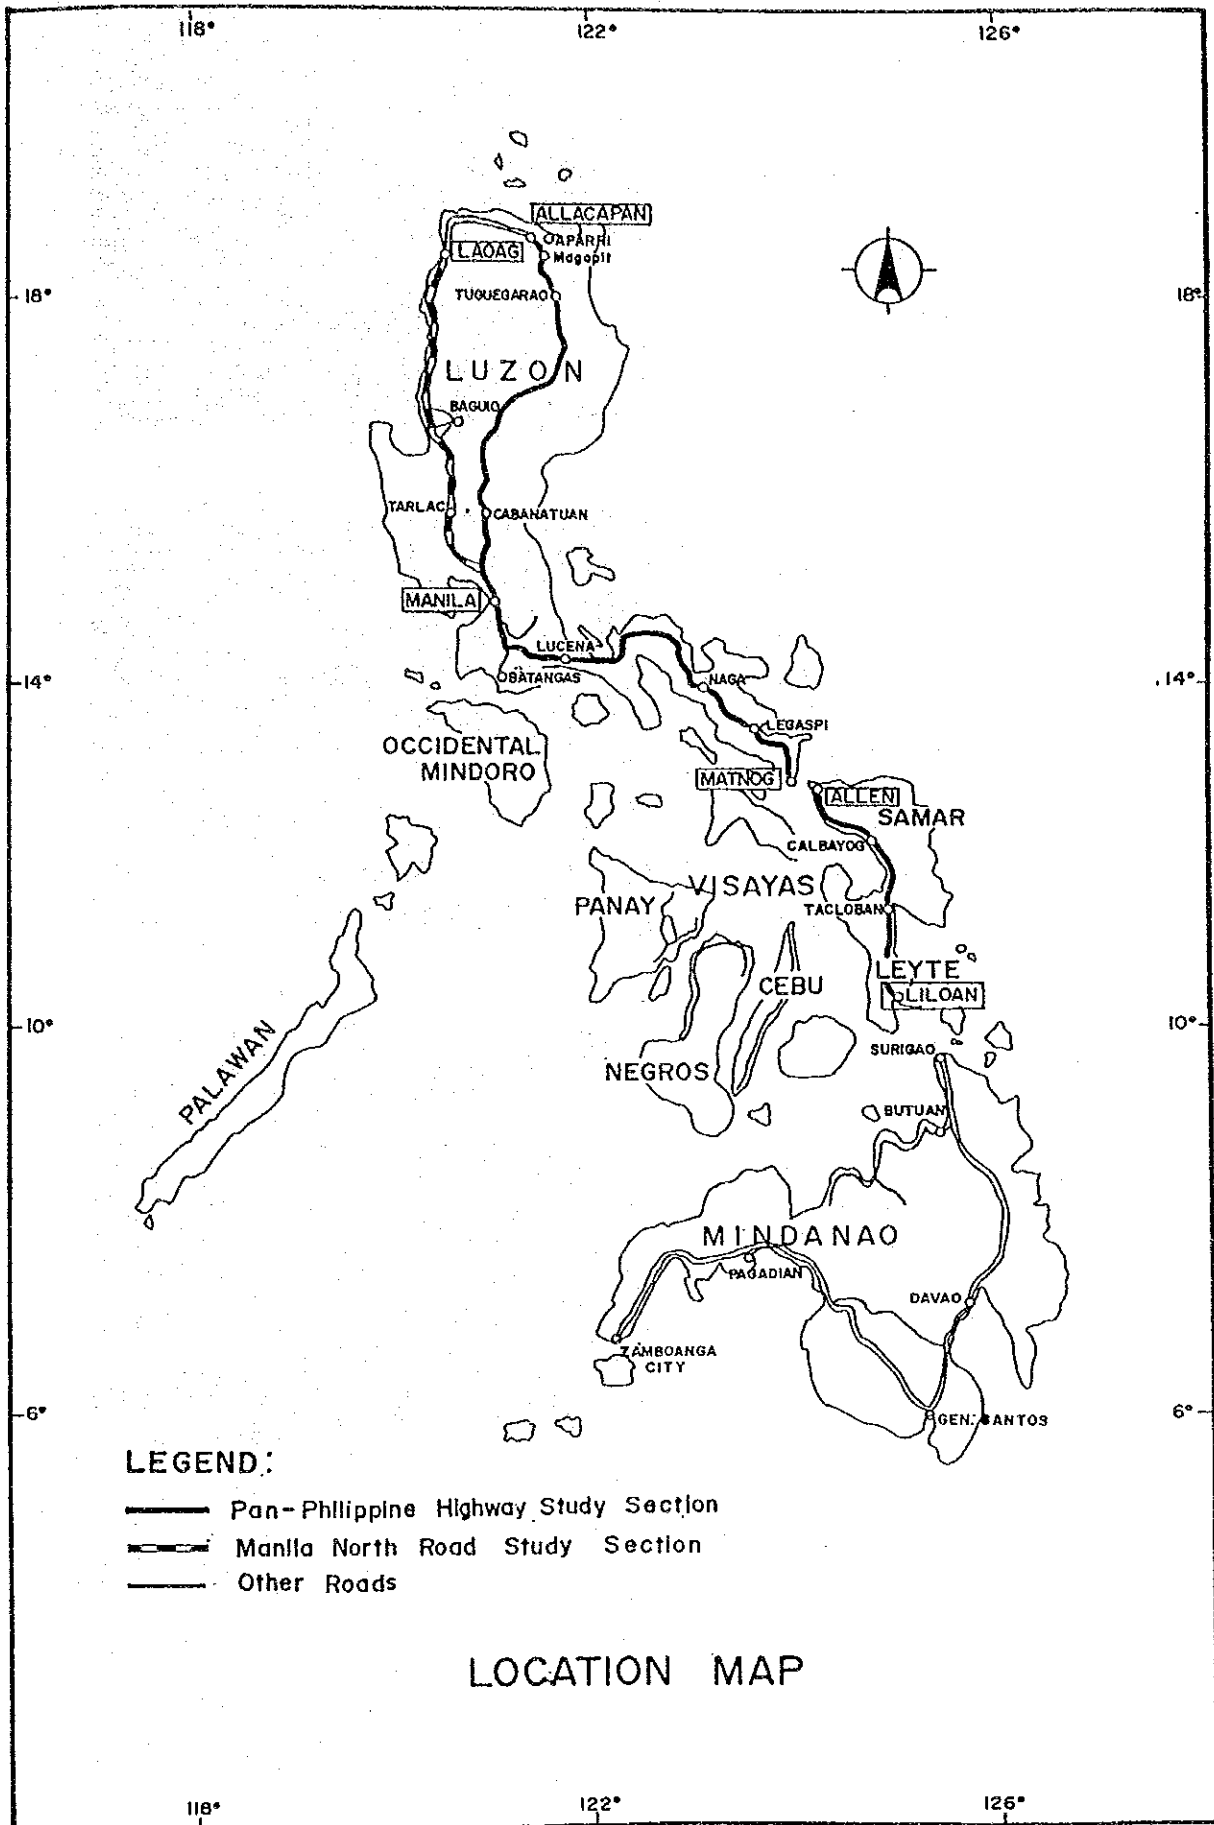 118° 122° 126°
ALLACAPAN
APARRI
LAOAG
Magapit
18° 18°
TUGUEGARAO
LUZON
BAGUIO
TARLAC
CABANATUAN
MANILA
LUCENA
NAGA
BATANGAS
14° 14°
LEGASPI
OCCIDENTAL
MINDORO
MATNOG
ALLEN
SAMAR
CALBAYOG
VISAYAS
PANAY
TACLOBAN
LEYTE
CEBU
LILOAN
10° 10°
PALAWAN
SURIGAO
NEGROS
BUTUAN
MINDANAO
PAGADIAN
DAVAO
ZAMBOANGA
CITY
6° 6°
GEN. SANTOS
LEGEND:
Pan-Philippine Highway Study Section
Manila North Road Study Section
Other Roads
LOCATION MAP
118° 122° 126°